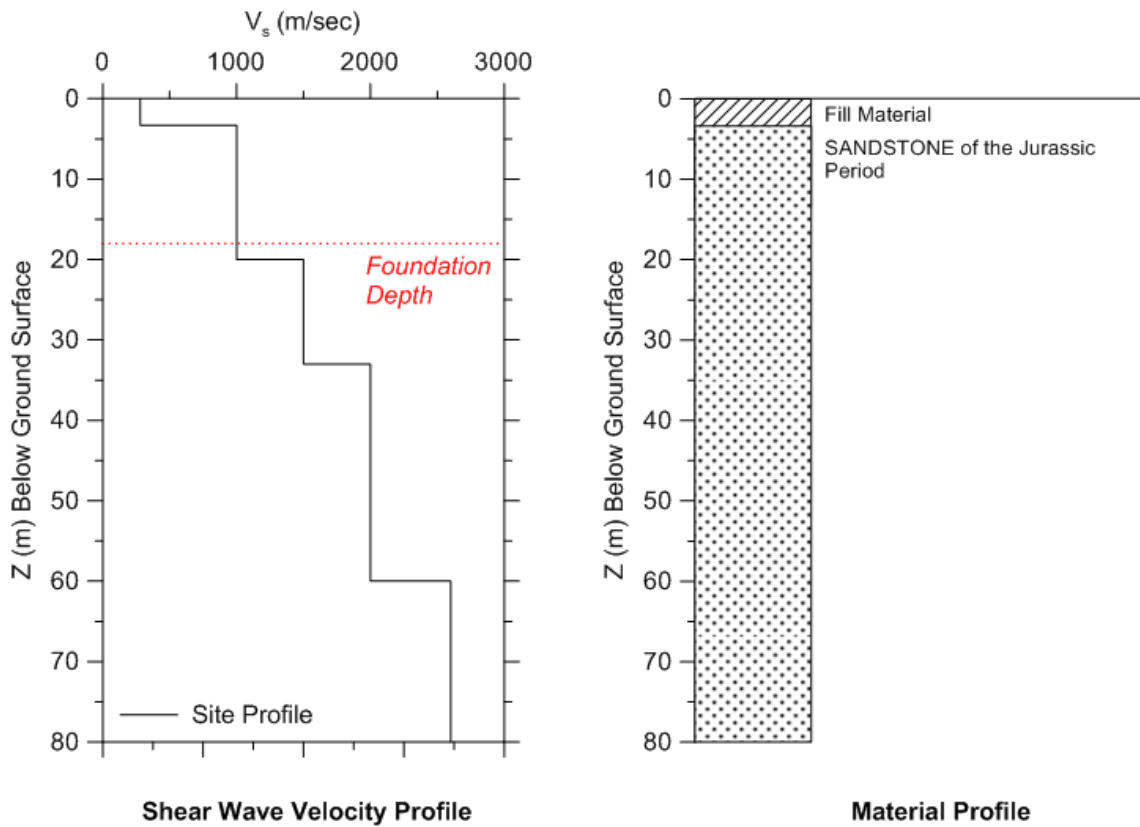 V_s (m/sec)
0 1000 2000 3000
0
10
20
30
40
50
60
70
80
Z (m) Below Ground Surface
Foundation
Depth
Site Profile
Shear Wave Velocity Profile
0
10
20
30
40
50
60
70
80
Z (m) Below Ground Surface
Fill Material
SANDSTONE of the Jurassic
Period
Material Profile